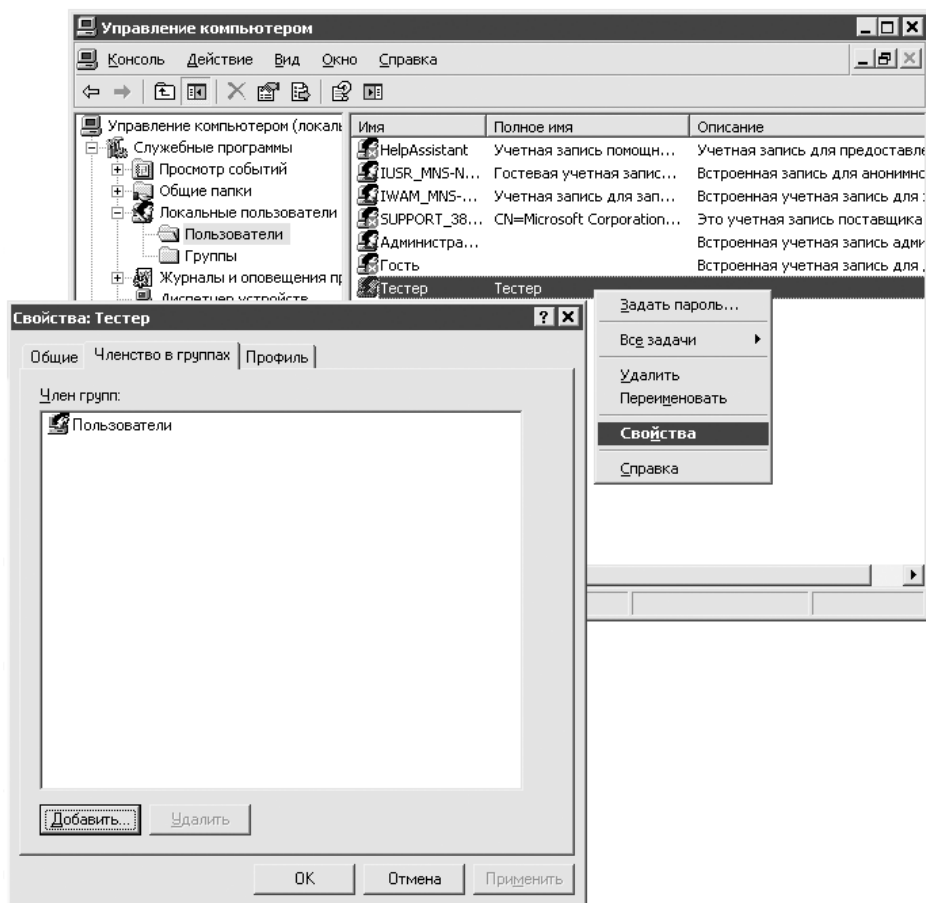 Управление компьютером
Консоль Действие Вид Окно Справка
Управление компьютером (локаль
Служебные программы
Просмотр событий
Общие папки
Локальные пользователи
Пользователи
Группы
Журналы и оповещения пр
Диспетчер устройств
Имя Полное имя Описание
HelpAssistant Учетная запись помощн... Учетная запись для предоставле
IUSR_MNS-N... Гостевая учетная запис... Встроенная запись для анонимнс
IWAM_MNS-... Учетная запись для зап... Встроенная учетная запись для
SUPPORT_38... CN=Microsoft Corporation... Это учетная запись поставщика
Администра... Встроенная учетная запись адми
Гость Встроенная учетная запись для
Тестер Тестер
Задать пароль...
Все задачи
Удалить
Переименовать
Свойства
Справка
Свойства: Тестер
Общие Членство в группах Профиль
Член групп:
Пользователи
Добавить... Удалить
OK Отмена Применить